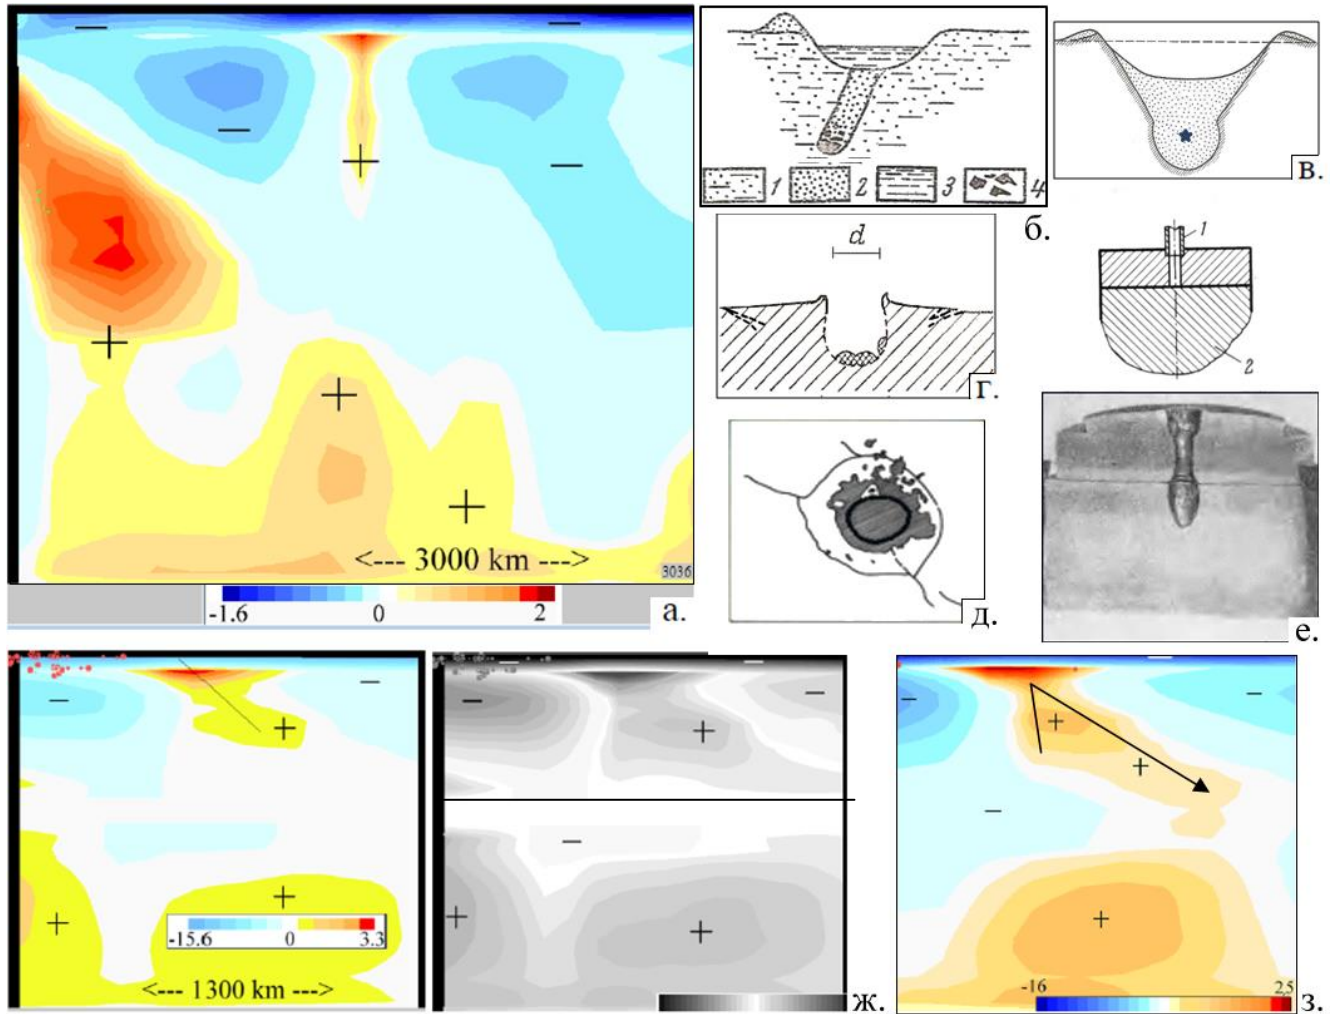 <--- 3000 km --->
3036
-1.6 0 2
а.
1 2 3 4
б.
в.
d
г.
1
2
д.
е.
-15.6 0 3.3
<--- 1300 km --->
ж.
-16 2,5
з.